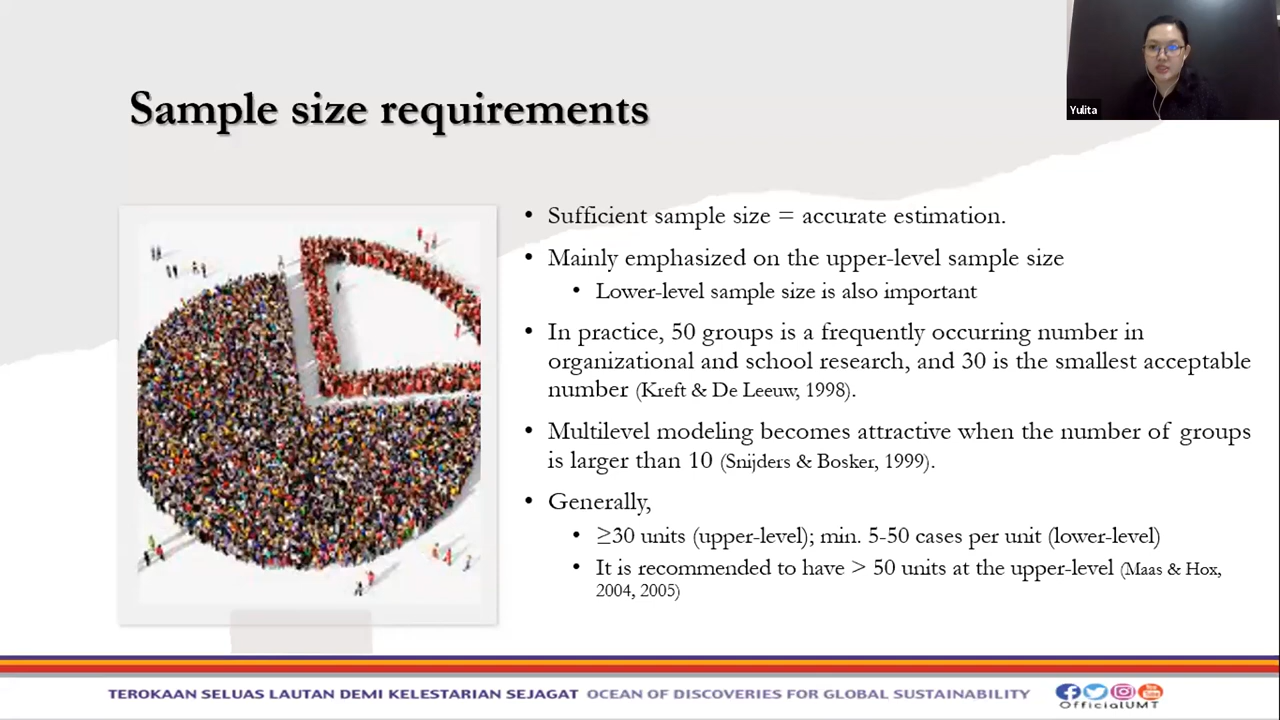 Yulita
Sample size requirements
• Sufficient sample size = accurate estimation.
• Mainly emphasized on the upper-level sample size
• Lower-level sample size is also important
• In practice, 50 groups is a frequently occurring number in
organizational and school research, and 30 is the smallest acceptable
number (Kreft & De Leeuw, 1998).
• Multilevel modeling becomes attractive when the number of groups
is larger than 10 (Snijders & Bosker, 1999).
• Generally,
• ≥30 units (upper-level); min. 5-50 cases per unit (lower-level)
• It is recommended to have > 50 units at the upper-level (Maas & Hox,
2004, 2005)
TEROKAAN SELUAS LAUTAN DEMI KELESTARIAN SEJAGAT OCEAN OF DISCOVERIES FOR GLOBAL SUSTAINABILITY
OfficialUMT